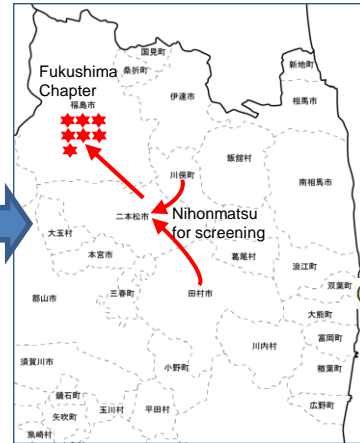 国見町
Fukushima
Chapter
桑折町
新地町
福島市
伊達市
相馬市
飯館村
川俣町
南相馬市
二本松市
Nihonmatsu
for screening
大玉村
葛尾村
浪江町
本宮市
双葉町
郡山市
三春町
田村市
大熊町
富岡町
川内村
須賀川市
小野町
楢葉町
鏡石町
広野町
矢吹町
玉川村
平田村
泉崎村